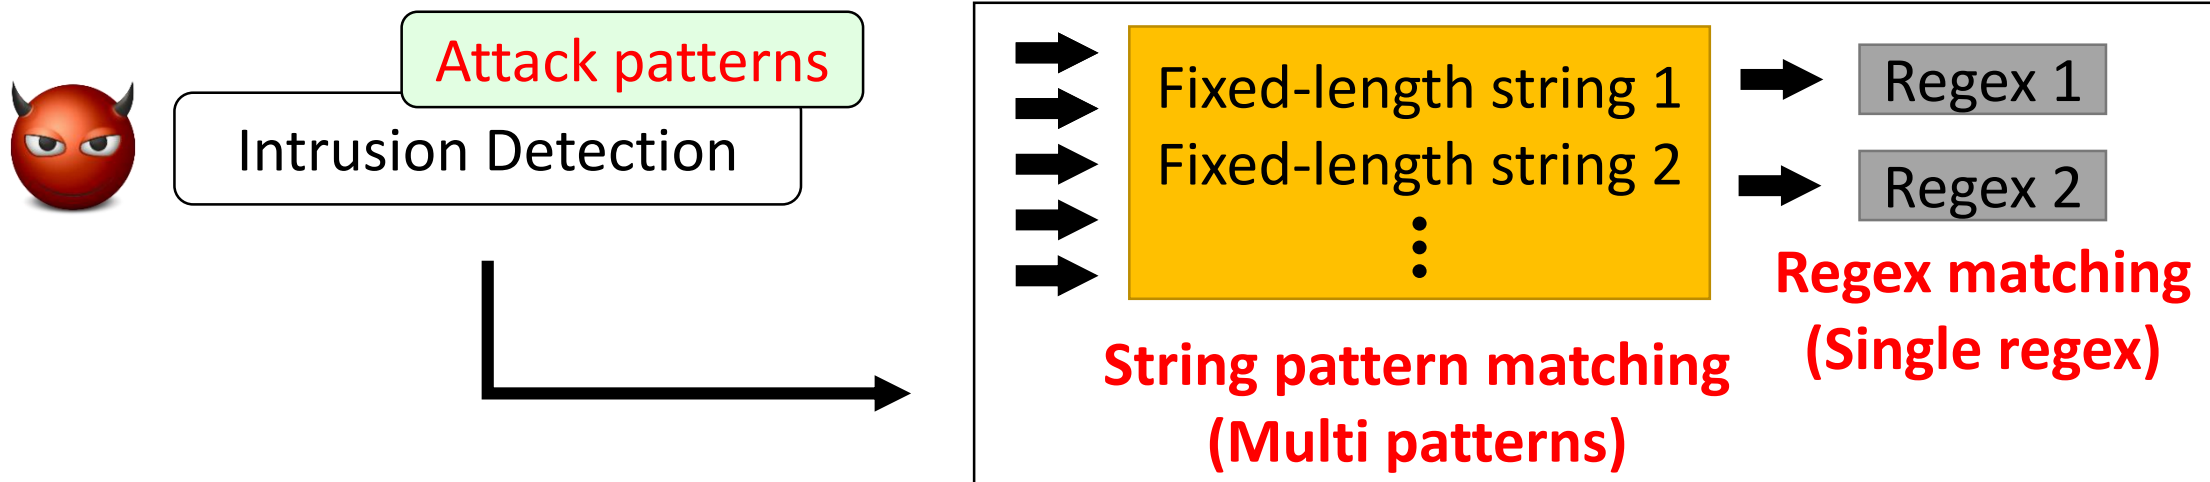 Attack patterns
Intrusion Detection
Fixed-length string 1
Fixed-length string 2
String pattern matching
(Multi patterns)
Regex 1
Regex 2
Regex matching
(Single regex)